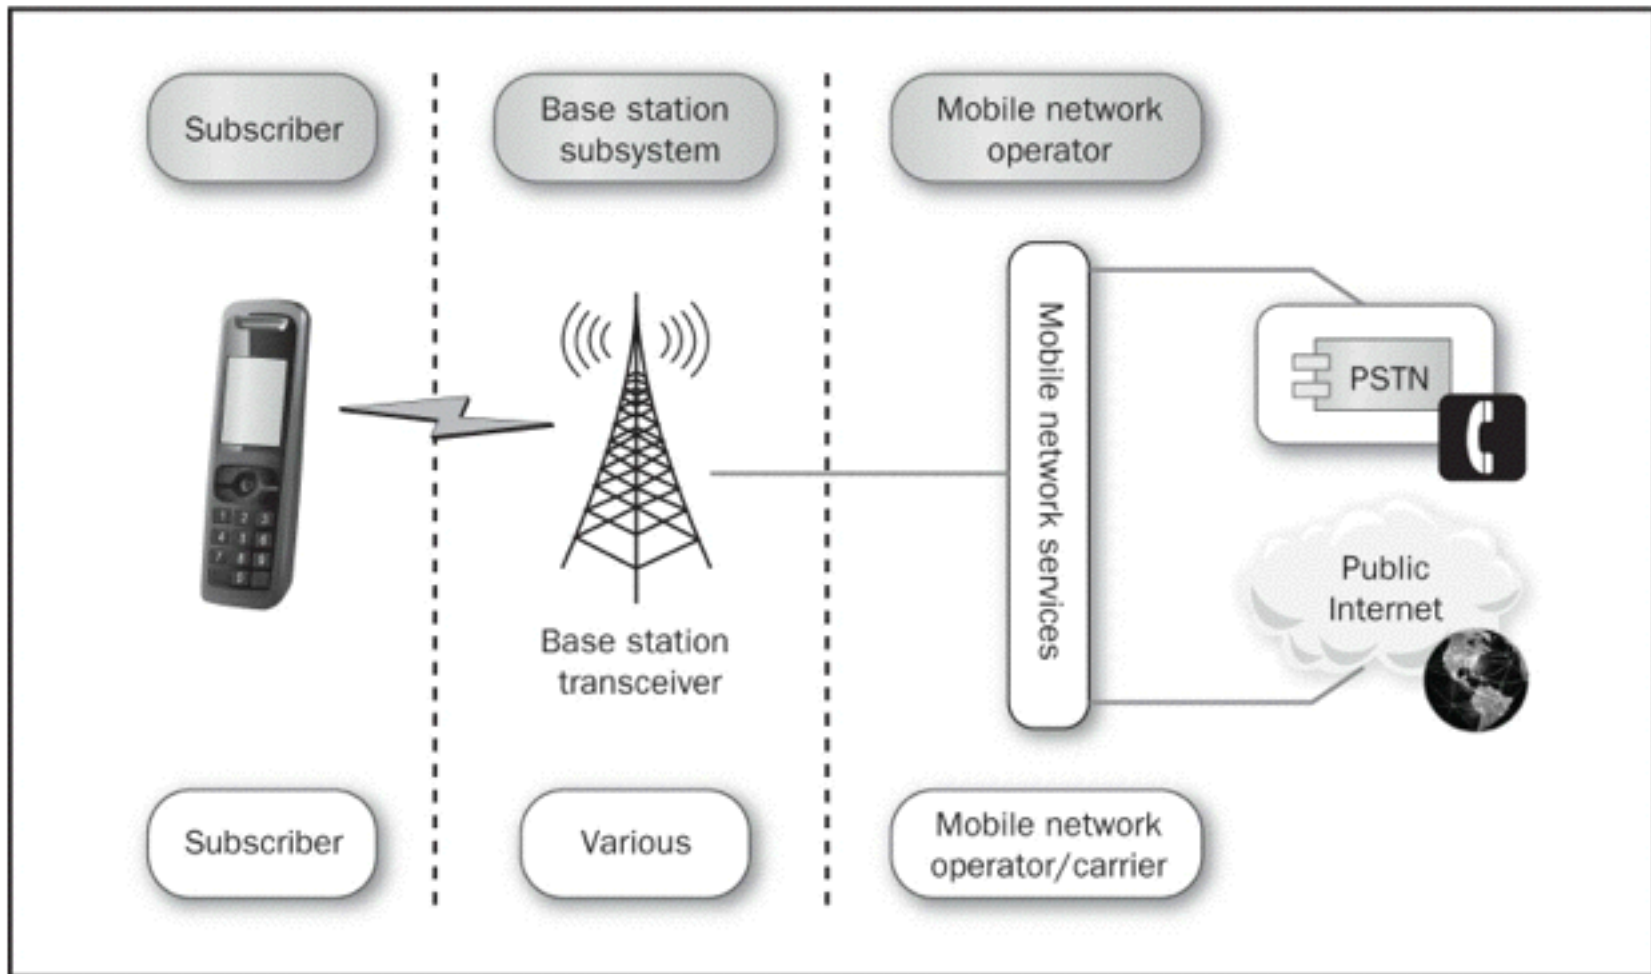 Subscriber
Base station
subsystem
Mobile network
operator
Mobile network services
PSTN
Public
Internet
Base station
transceiver
Subscriber
Various
Mobile network
operator/carrier